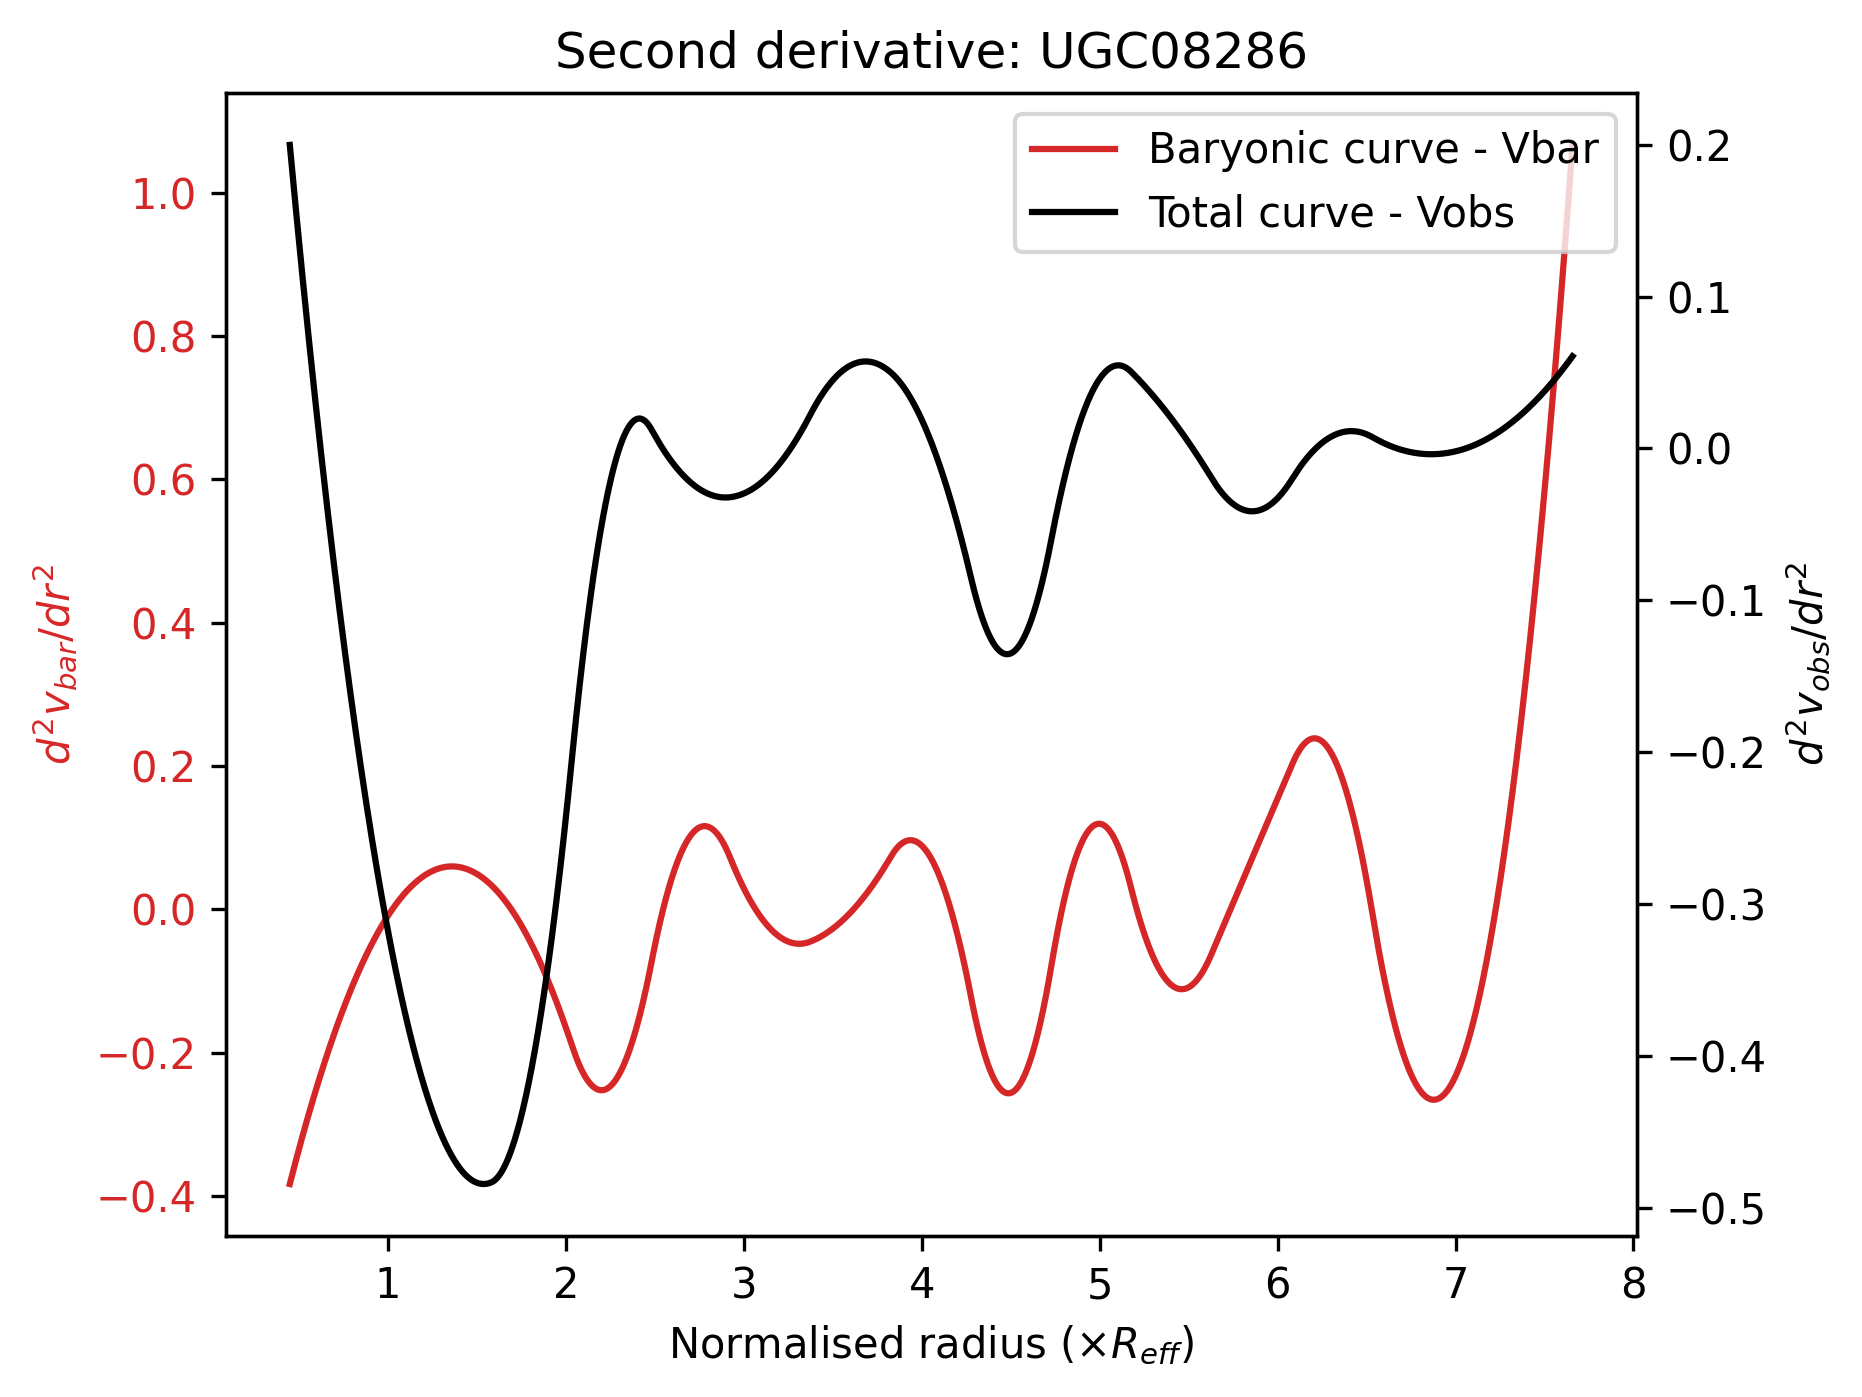 Second derivative: UGC08286
Baryonic curve - Vbar
Total curve - Vobs
1.0
0.8
0.6
0.4
0.2
0.0
−0.2
−0.4
d²v_bar/dr²
0.2
0.1
0.0
−0.1
−0.2
−0.3
−0.4
−0.5
d²v_obs/dr²
1 2 3 4 5 6 7 8
Normalised radius (×R_eff)